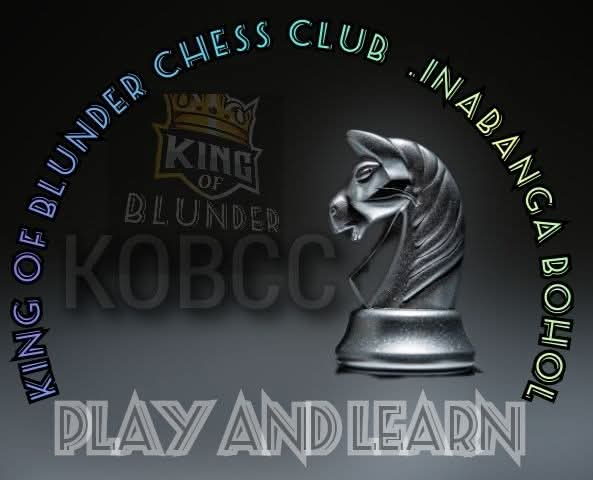 KING OF BLUNDER CHESS CLUB ..INABANGA BOHOL
KING
OF
BLUNDER
KOBCC
PLAY AND LEARN